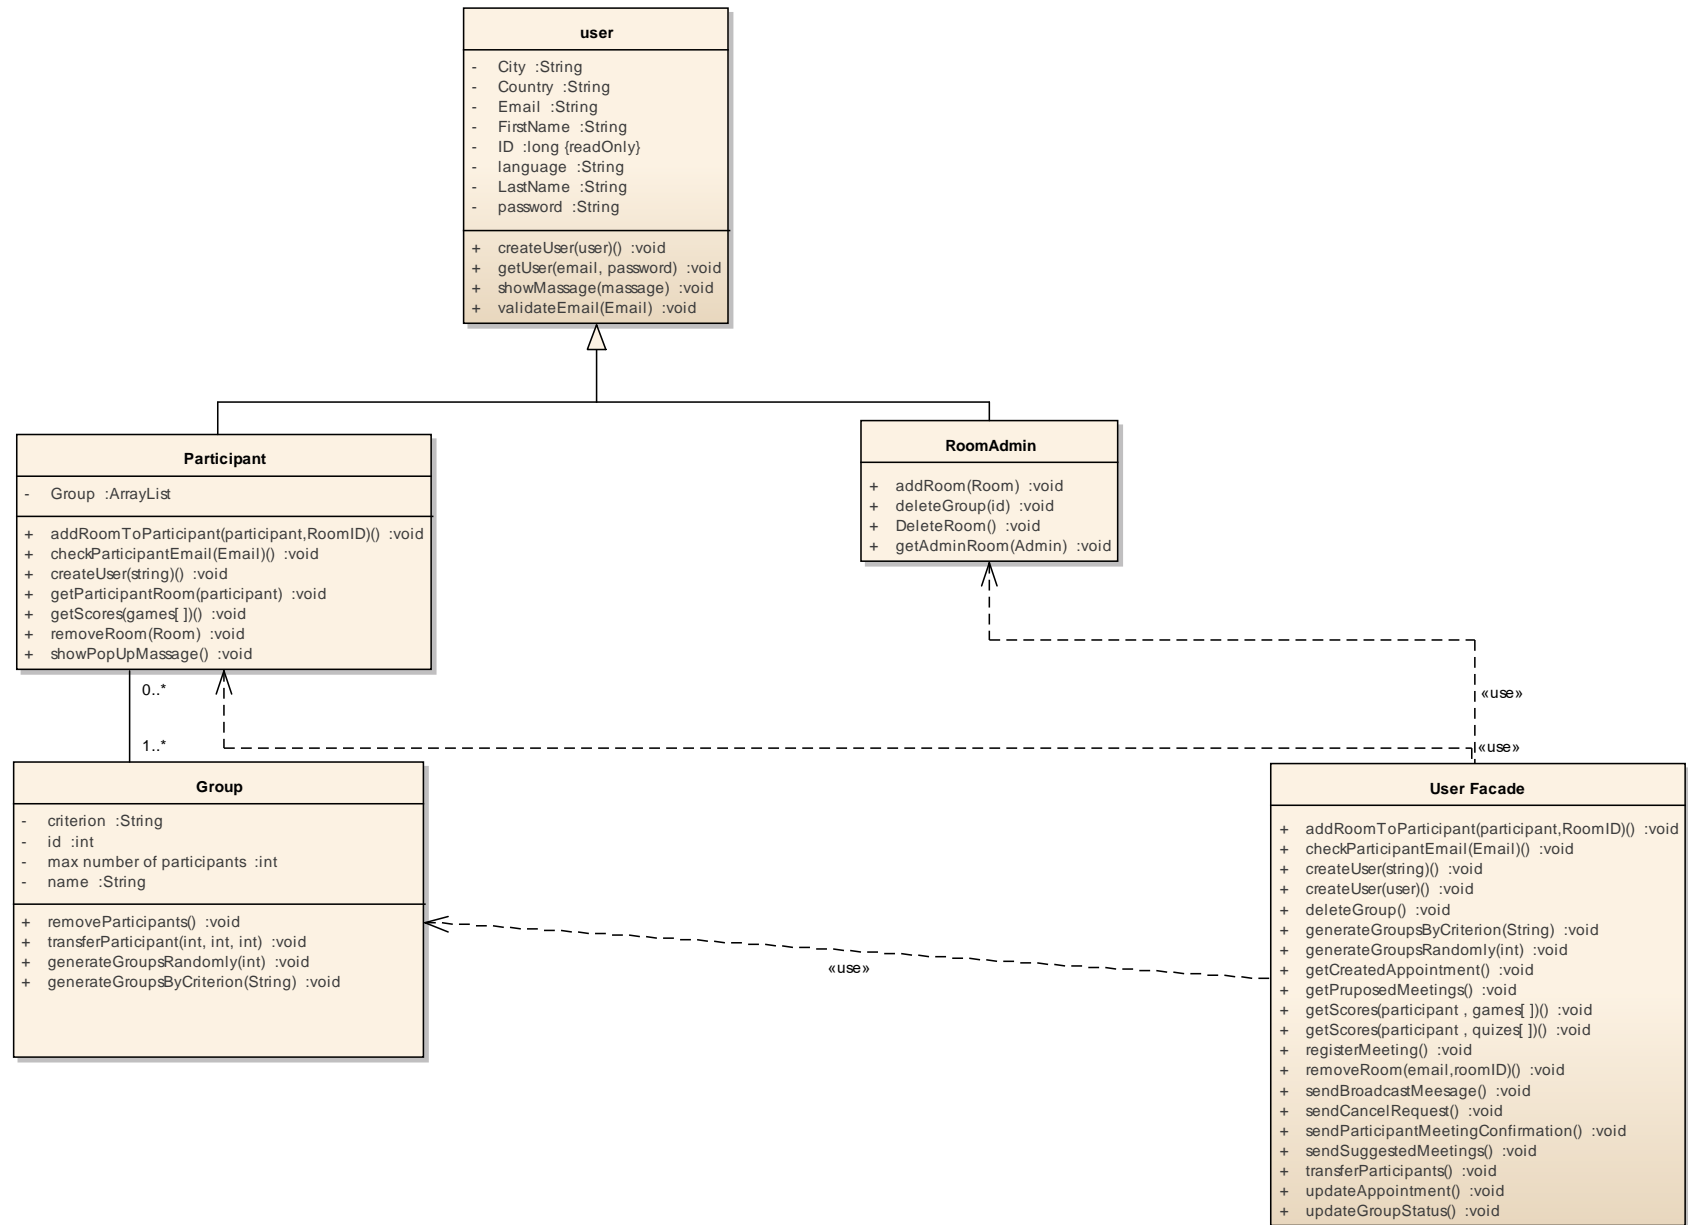 user
- City :String
- Country :String
- Email :String
- FirstName :String
- ID :long {readOnly}
- language :String
- LastName :String
- password :String
+ createUser(user)() :void
+ getUser(email, password) :void
+ showMassage(massage) :void
+ validateEmail(Email) :void
Participant
- Group :ArrayList
+ addRoomToParticipant(participant,RoomID)() :void
+ checkParticipantEmail(Email)() :void
+ createUser(string)() :void
+ getParticipantRoom(participant) :void
+ getScores(games[ ])() :void
+ removeRoom(Room) :void
+ showPopUpMassage() :void
RoomAdmin
+ addRoom(Room) :void
+ deleteGroup(id) :void
+ DeleteRoom() :void
+ getAdminRoom(Admin) :void
0..*
1..*
«use»
«use»
Group
- criterion :String
- id :int
- max number of participants :int
- name :String
+ removeParticipants() :void
+ transferParticipant(int, int, int) :void
+ generateGroupsRandomly(int) :void
+ generateGroupsByCriterion(String) :void
«use»
User Facade
+ addRoomToParticipant(participant,RoomID)() :void
+ checkParticipantEmail(Email)() :void
+ createUser(string)() :void
+ createUser(user)() :void
+ deleteGroup() :void
+ generateGroupsByCriterion(String) :void
+ generateGroupsRandomly(int) :void
+ getCreatedAppointment() :void
+ getPruposedMeetings() :void
+ getScores(participant , games[ ])() :void
+ getScores(participant , quizes[ ])() :void
+ registerMeeting() :void
+ removeRoom(email,roomID)() :void
+ sendBroadcastMeesage() :void
+ sendCancelRequest() :void
+ sendParticipantMeetingConfirmation() :void
+ sendSuggestedMeetings() :void
+ transferParticipants() :void
+ updateAppointment() :void
+ updateGroupStatus() :void